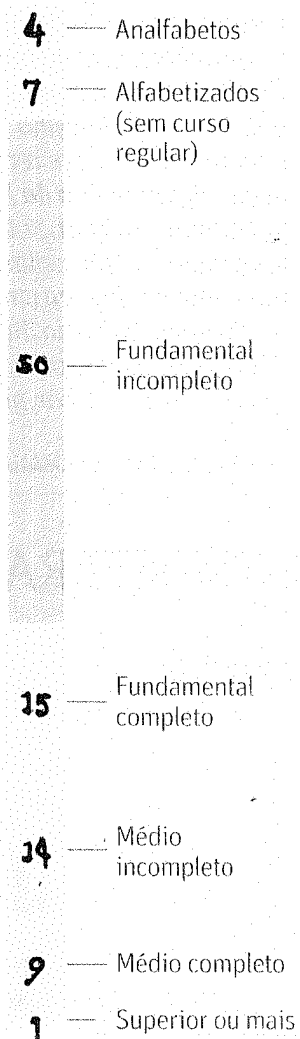 4 Analfabetos
7 Alfabetizados
(sem curso
regular)
50 Fundamental
incompleto
15 Fundamental
completo
14 Médio
incompleto
9 Médio completo
1 Superior ou mais